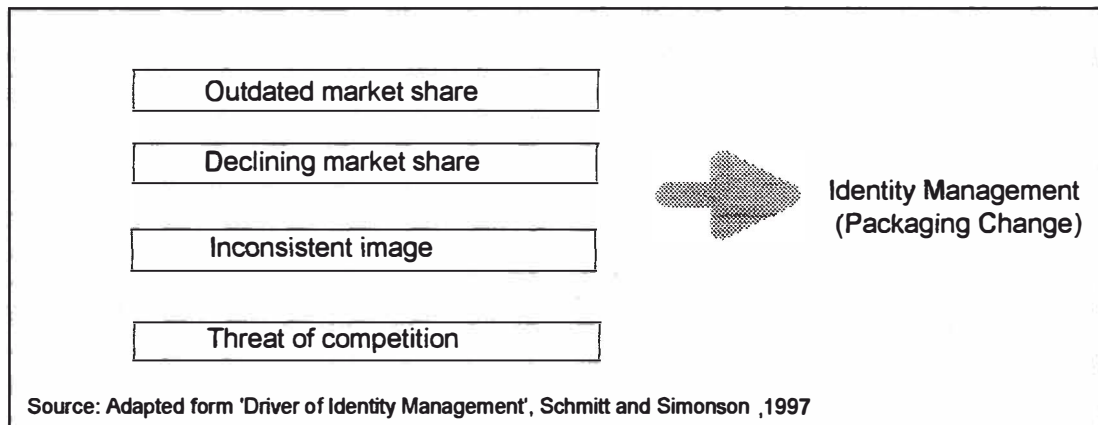 Outdated market share
Declining market share
Inconsistent image
Threat of competition
Identity Management
(Packaging Change)
Source: Adapted form 'Driver of Identity Management', Schmitt and Simonson ,1997